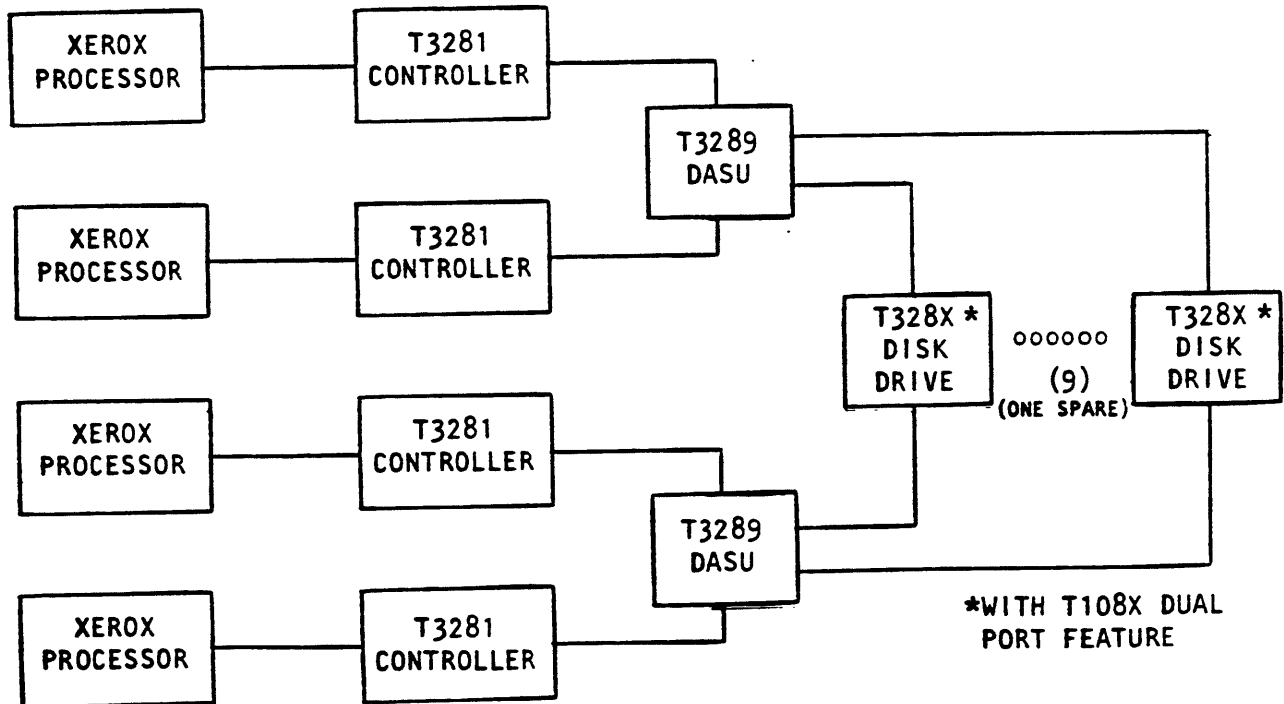 XEROX
PROCESSOR
T3281
CONTROLLER
T3289
DASU
XEROX
PROCESSOR
T3281
CONTROLLER
T328X *
DISK
DRIVE
oooooo
(9)
(ONE SPARE)
T328X *
DISK
DRIVE
XEROX
PROCESSOR
T3281
CONTROLLER
T3289
DASU
XEROX
PROCESSOR
T3281
CONTROLLER
*WITH T108X DUAL
PORT FEATURE